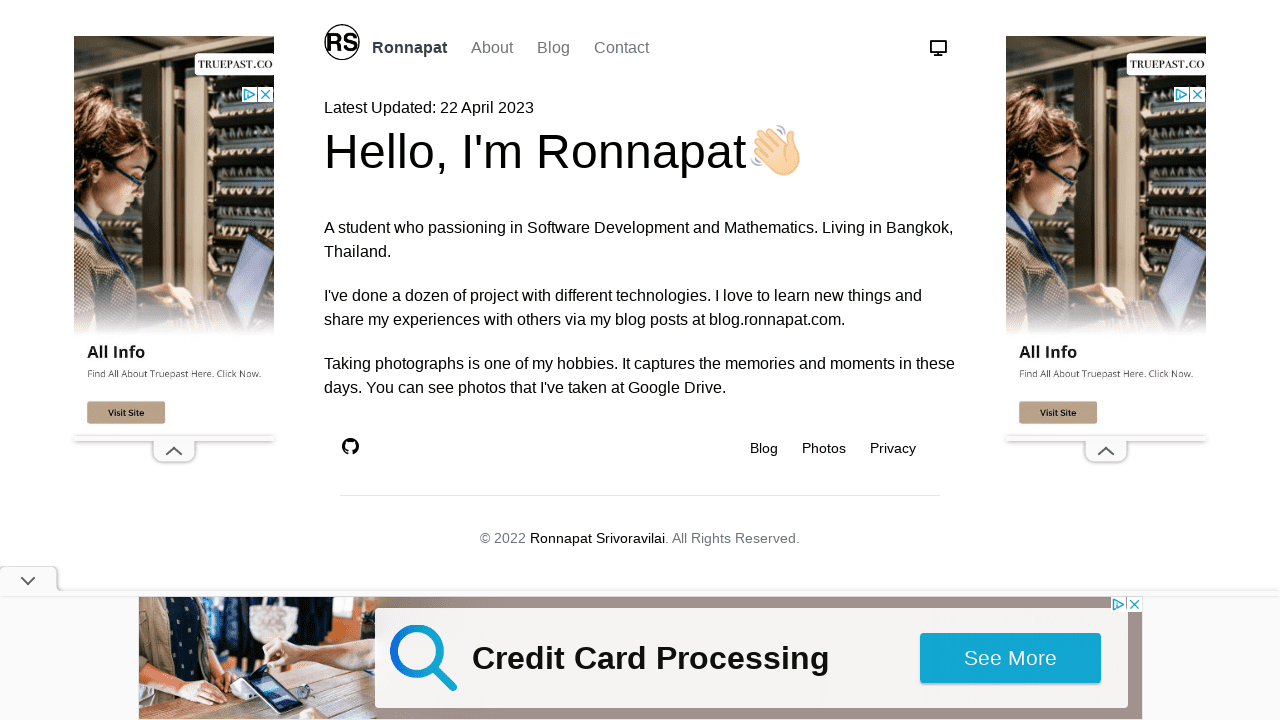 RS Ronnapat About Blog Contact
TRUEPAST.CO
All Info
Find All About Truepast Here. Click Now.
Visit Site
Latest Updated: 22 April 2023
Hello, I'm Ronnapat👋🏻
A student who passioning in Software Development and Mathematics. Living in Bangkok,
Thailand.
I've done a dozen of project with different technologies. I love to learn new things and
share my experiences with others via my blog posts at blog.ronnapat.com.
Taking photographs is one of my hobbies. It captures the memories and moments in these
days. You can see photos that I've taken at Google Drive.
Blog Photos Privacy
© 2022 Ronnapat Srivoravilai. All Rights Reserved.
TRUEPAST.CO
All Info
Find All About Truepast Here. Click Now.
Visit Site
Credit Card Processing
See More